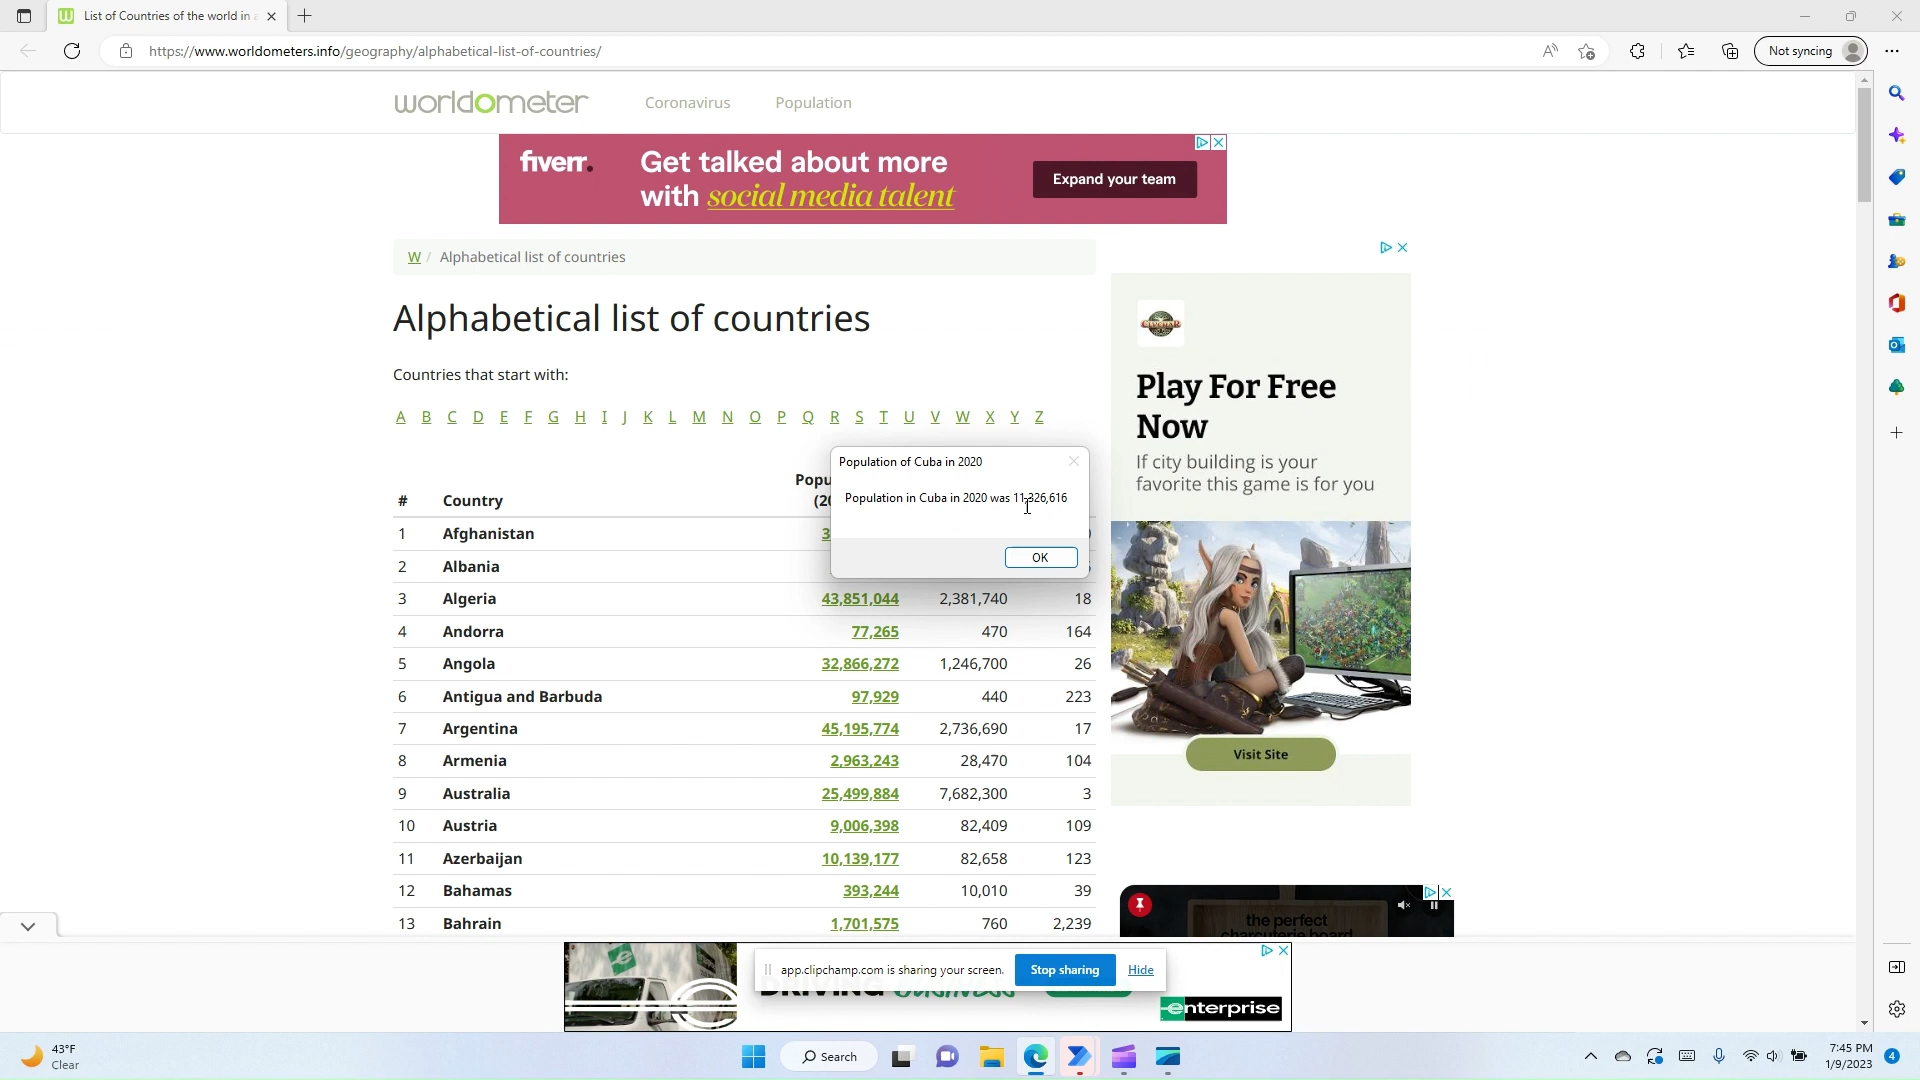 List of Countries of the world in
https://www.worldometers.info/geography/alphabetical-list-of-countries/
Not syncing
worldometer
Coronavirus
Population
fiverr.
Get talked about more
with social media talent
Expand your team
W / Alphabetical list of countries
Alphabetical list of countries
Countries that start with:
A B C D E F G H I J K L M N O P Q R S T U V W X Y Z
# Country
Population of Cuba in 2020
Population in Cuba in 2020 was 11,326,616
OK
1 Afghanistan
2 Albania
3 Algeria 43,851,044 2,381,740 18
4 Andorra 77,265 470 164
5 Angola 32,866,272 1,246,700 26
6 Antigua and Barbuda 97,929 440 223
7 Argentina 45,195,774 2,736,690 17
8 Armenia 2,963,243 28,470 104
9 Australia 25,499,884 7,682,300 3
10 Austria 9,006,398 82,409 109
11 Azerbaijan 10,139,177 82,658 123
12 Bahamas 393,244 10,010 39
13 Bahrain 1,701,575 760 2,239
Play For Free
Now
If city building is your
favorite this game is for you
Visit Site
the perfect
charcuterie board
app.clipchamp.com is sharing your screen.
Stop sharing
Hide
DRIVING
enterprise
43°F
Clear
Search
7:45 PM
1/9/2023
4